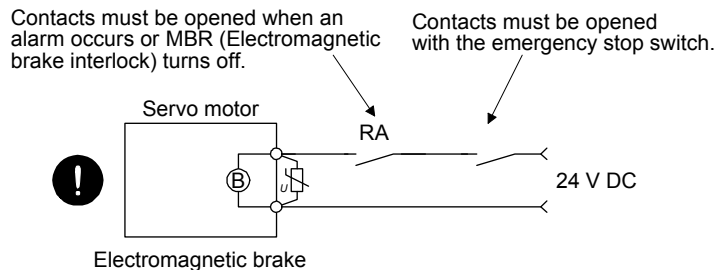 Contacts must be opened when an
alarm occurs or MBR (Electromagnetic
brake interlock) turns off.
Contacts must be opened
with the emergency stop switch.
Servo motor
RA
B
U
24 V DC
Electromagnetic brake